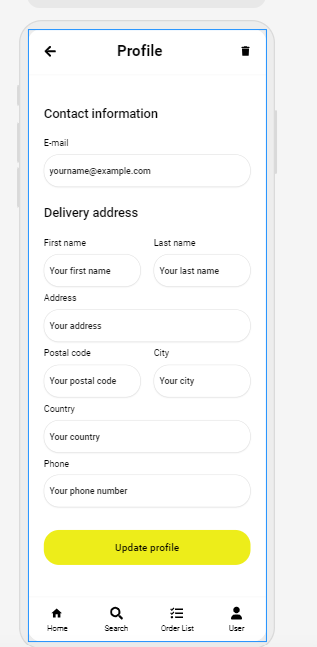 Profile
Contact information
E-mail
yourname@example.com
Delivery address
First name Last name
Your first name Your last name
Address
Your address
Postal code City
Your postal code Your city
Country
Your country
Phone
Your phone number
Update profile
Home Search Order List User